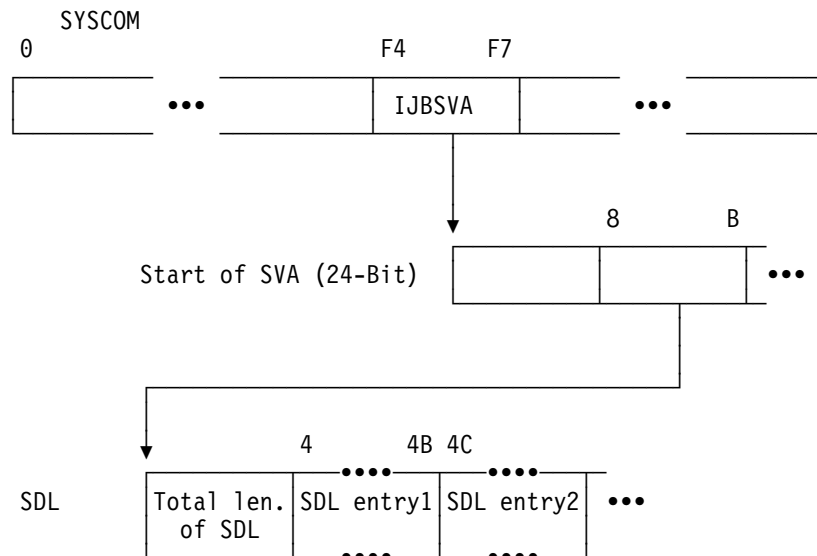 SYSCOM
0 F4 F7
••• IJBSVA •••
8 B
Start of SVA (24-Bit) •••
4 4B 4C
•••• ••••
SDL Total len. SDL entry1 SDL entry2 •••
of SDL
•••• ••••